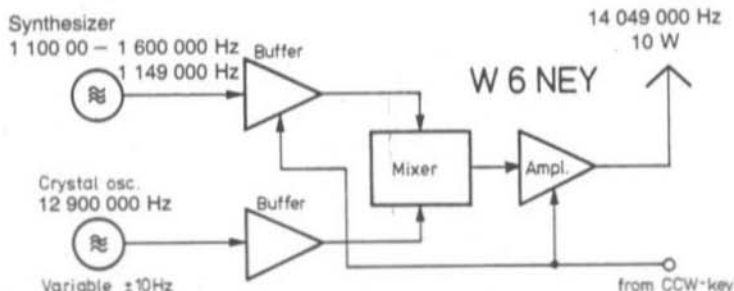 Synthesizer
1 100 00 – 1 600 000 Hz
1 149 000 Hz
Buffer
14 049 000 Hz
10 W
W 6 NEY
Mixer
Ampl.
Crystal osc.
12 900 000 Hz
Buffer
Variable ±10Hz
from CCW-key